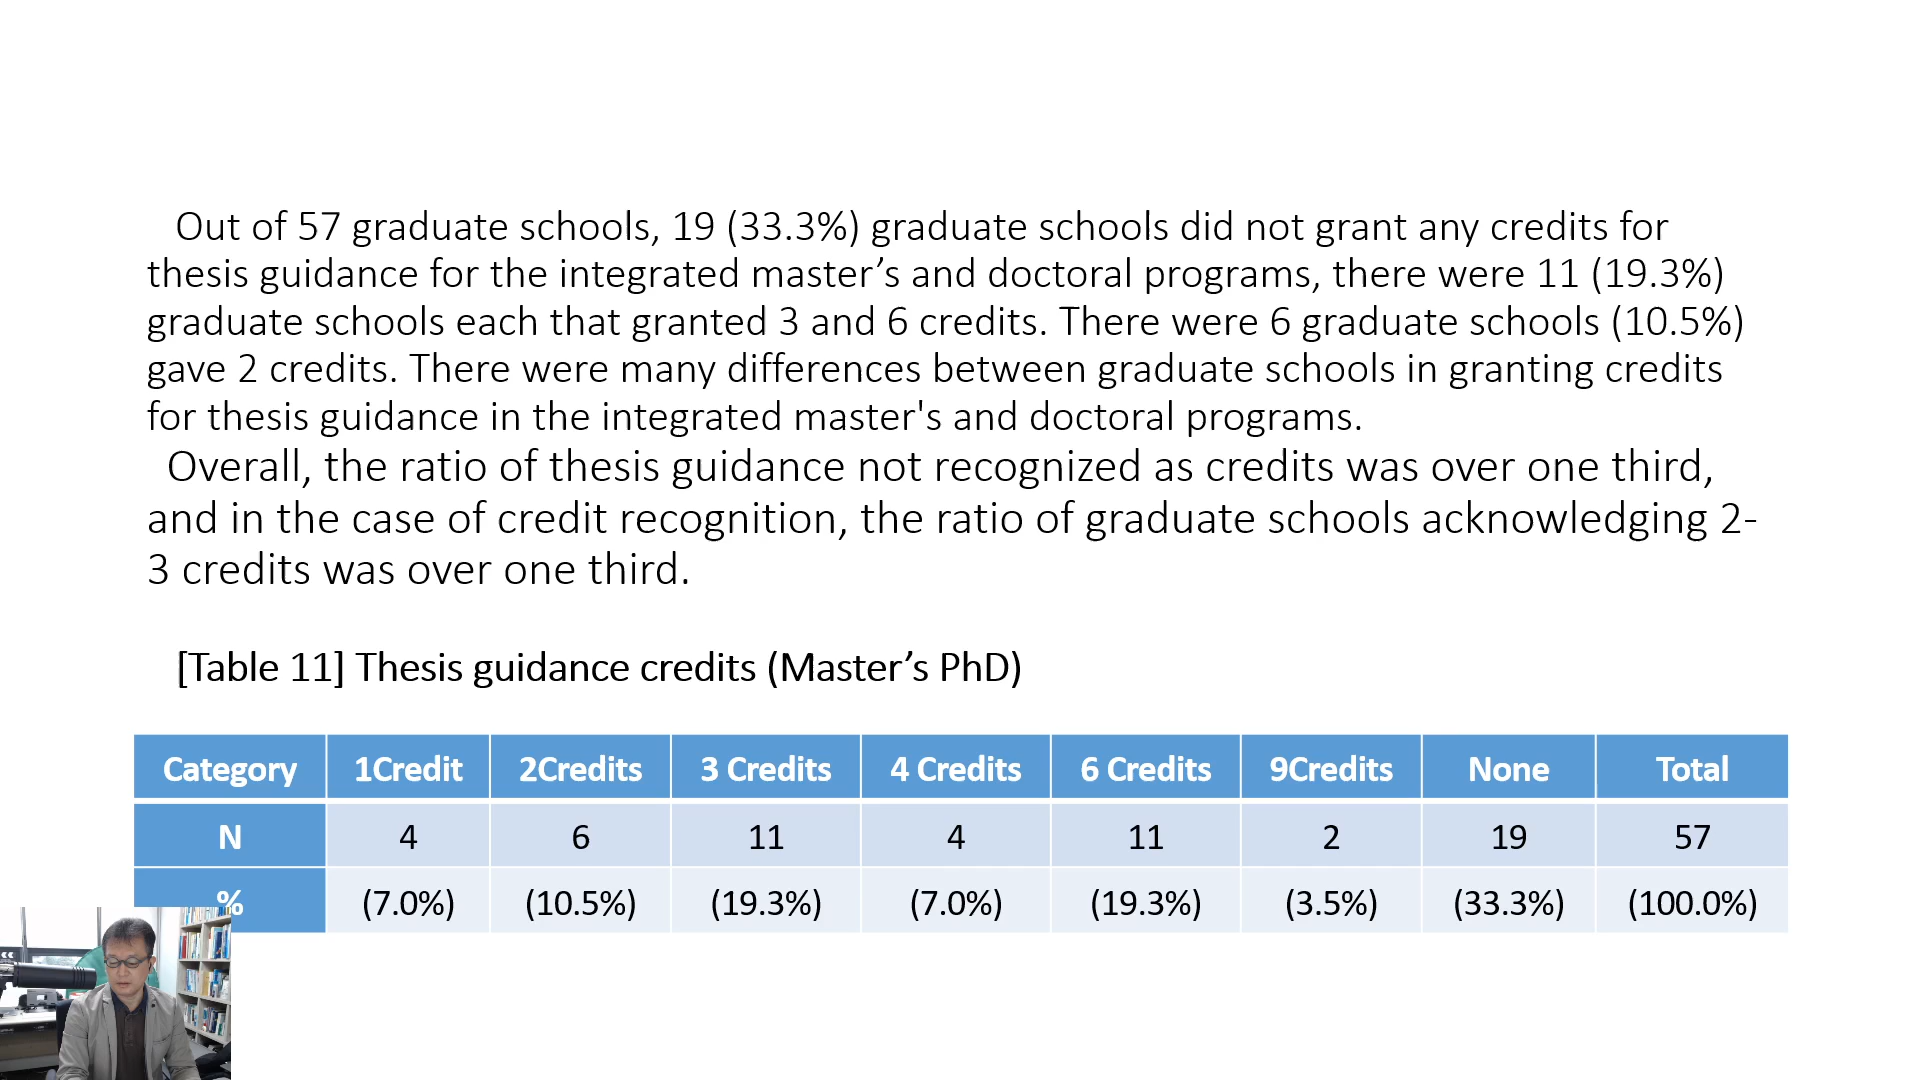 Out of 57 graduate schools, 19 (33.3%) graduate schools did not grant any credits for
thesis guidance for the integrated master’s and doctoral programs, there were 11 (19.3%)
graduate schools each that granted 3 and 6 credits. There were 6 graduate schools (10.5%)
gave 2 credits. There were many differences between graduate schools in granting credits
for thesis guidance in the integrated master's and doctoral programs.
Overall, the ratio of thesis guidance not recognized as credits was over one third,
and in the case of credit recognition, the ratio of graduate schools acknowledging 2-
3 credits was over one third.
[Table 11] Thesis guidance credits (Master’s PhD)
Category 1Credit 2Credits 3 Credits 4 Credits 6 Credits 9Credits None Total
N 4 6 11 4 11 2 19 57
% (7.0%) (10.5%) (19.3%) (7.0%) (19.3%) (3.5%) (33.3%) (100.0%)